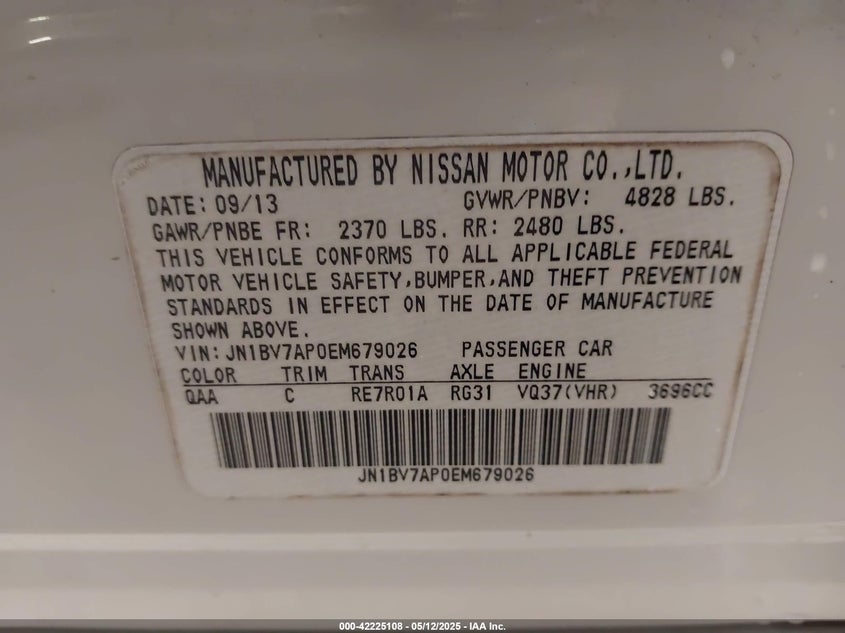 MANUFACTURED BY NISSAN MOTOR CO.,LTD.
DATE: 09/13 GVWR/PNBV: 4828 LBS.
GAWR/PNBE FR: 2370 LBS. RR: 2480 LBS.
THIS VEHICLE CONFORMS TO ALL APPLICABLE FEDERAL
MOTOR VEHICLE SAFETY,BUMPER,AND THEFT PREVENTION
STANDARDS IN EFFECT ON THE DATE OF MANUFACTURE
SHOWN ABOVE.
VIN: JN1BV7AP0EM679026 PASSENGER CAR
COLOR TRIM TRANS AXLE ENGINE
QAA C RE7R01A RG31 VQ37(VHR) 3696CC
JN1BV7AP0EM679026
000-42225108 - 05/12/2025 - IAA Inc.